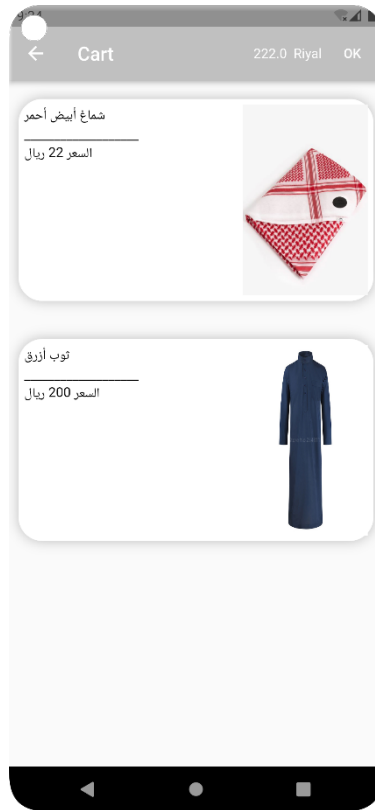 Cart
222.0 Riyal
OK
شماغ أبيض أحمر
السعر 22 ريال
ثوب أزرق
السعر 200 ريال